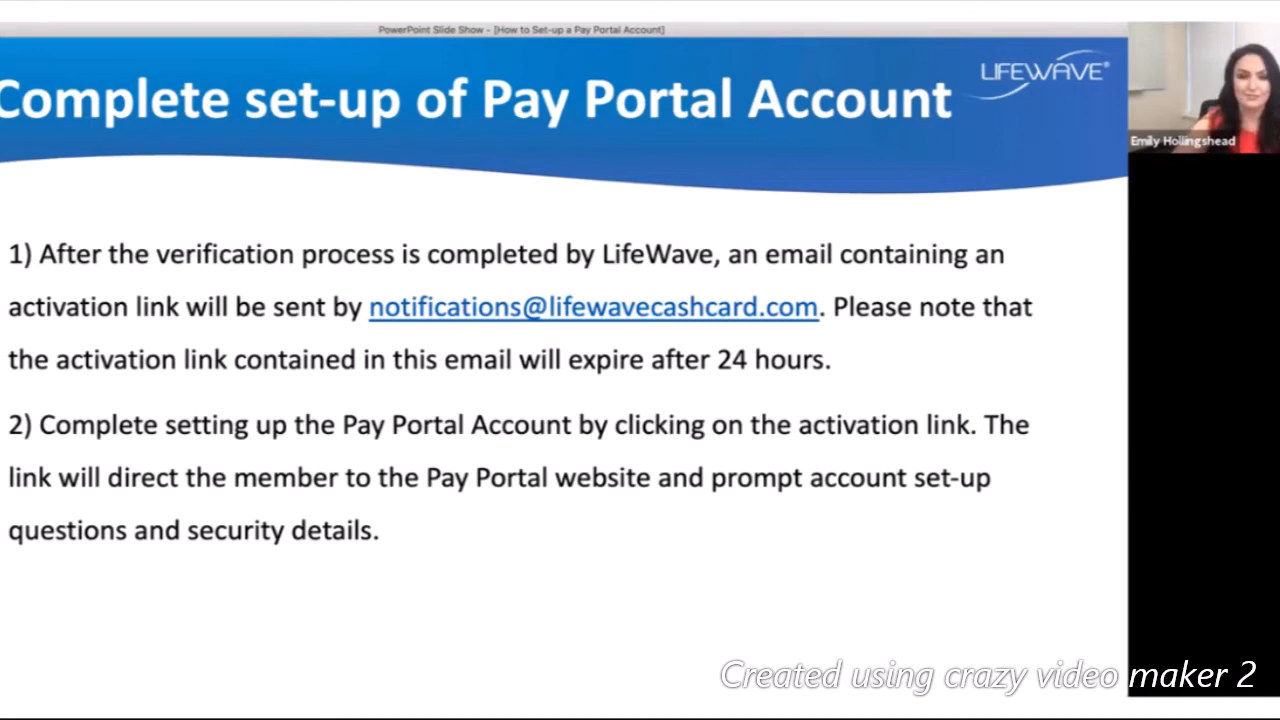 PowerPoint Slide Show - [How to Set-up a Pay Portal Account]
Complete set-up of Pay Portal Account
LIFEWAVE®
Emily Hollingshead
1) After the verification process is completed by LifeWave, an email containing an
activation link will be sent by notifications@lifewavecashcard.com. Please note that
the activation link contained in this email will expire after 24 hours.
2) Complete setting up the Pay Portal Account by clicking on the activation link. The
link will direct the member to the Pay Portal website and prompt account set-up
questions and security details.
Created using crazy video maker 2